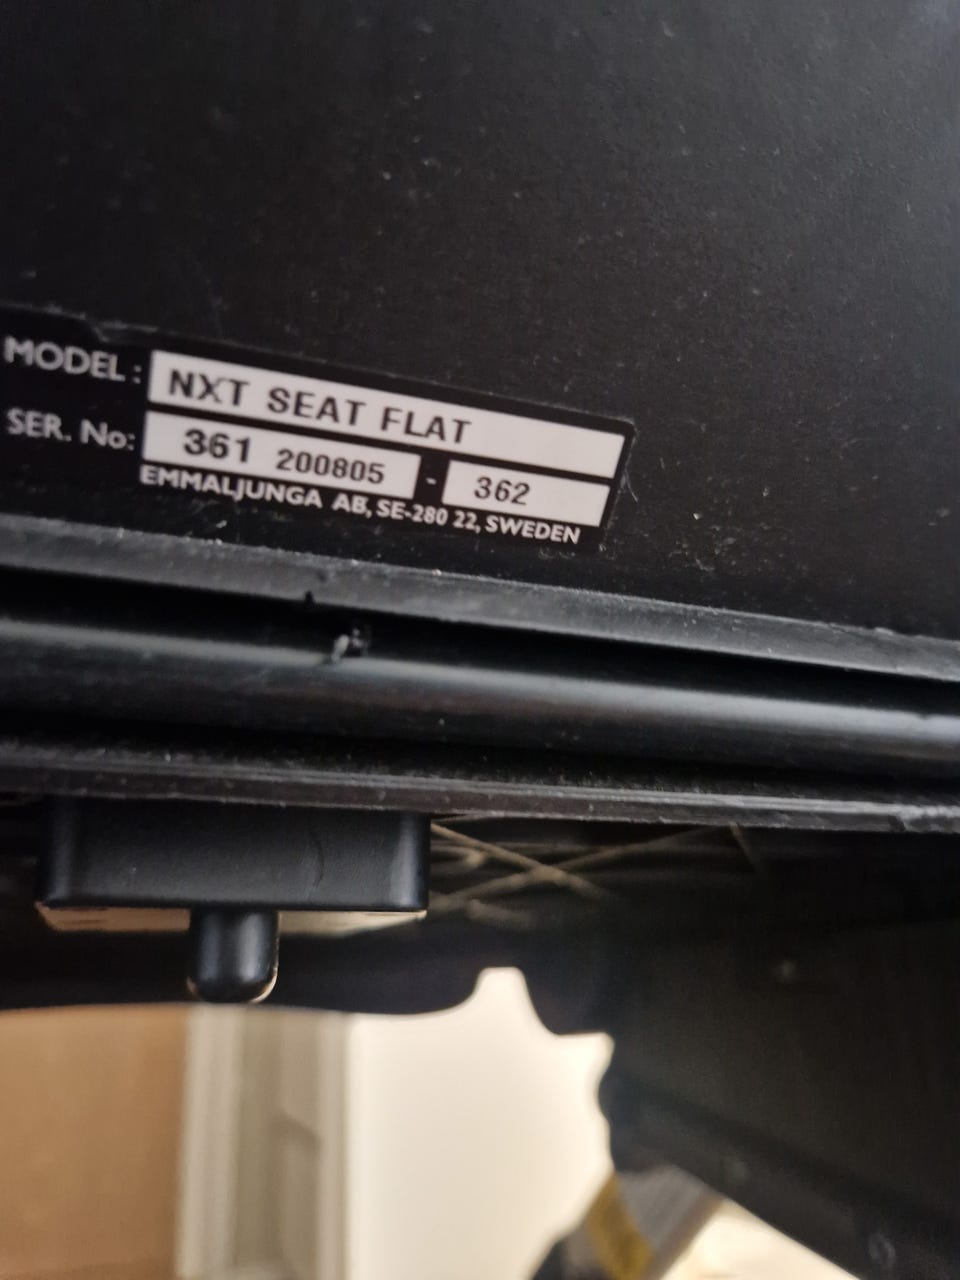 MODEL: NXT SEAT FLAT
SER. No: 361 200805 - 362
EMMALJUNGA AB, SE-280 22, SWEDEN